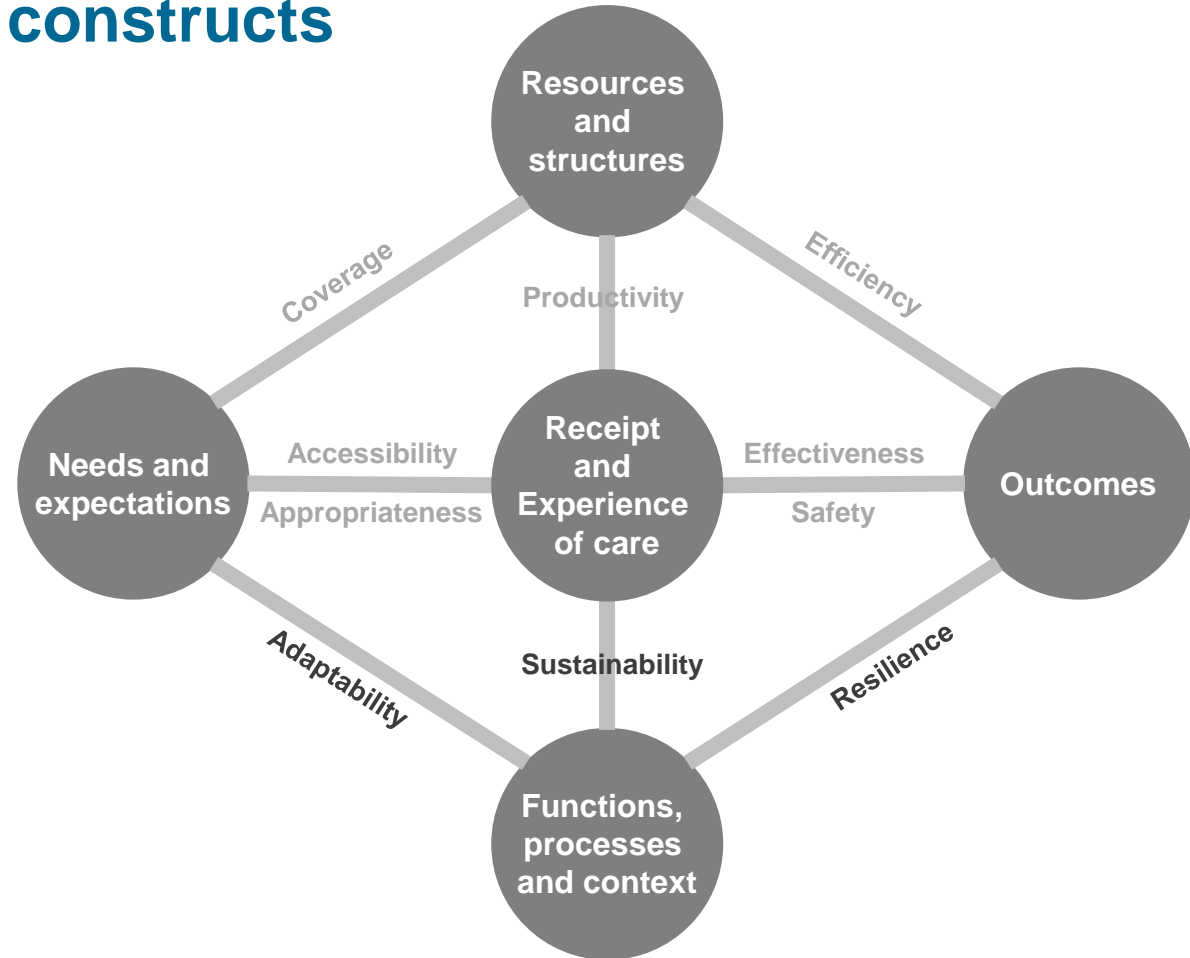 constructs
Resources
and
structures
Coverage
Efficiency
Productivity
Needs and
expectations
Accessibility
Appropriateness
Receipt
and
Experience
of care
Effectiveness
Safety
Outcomes
Adaptability
Sustainability
Resilience
Functions,
processes
and context